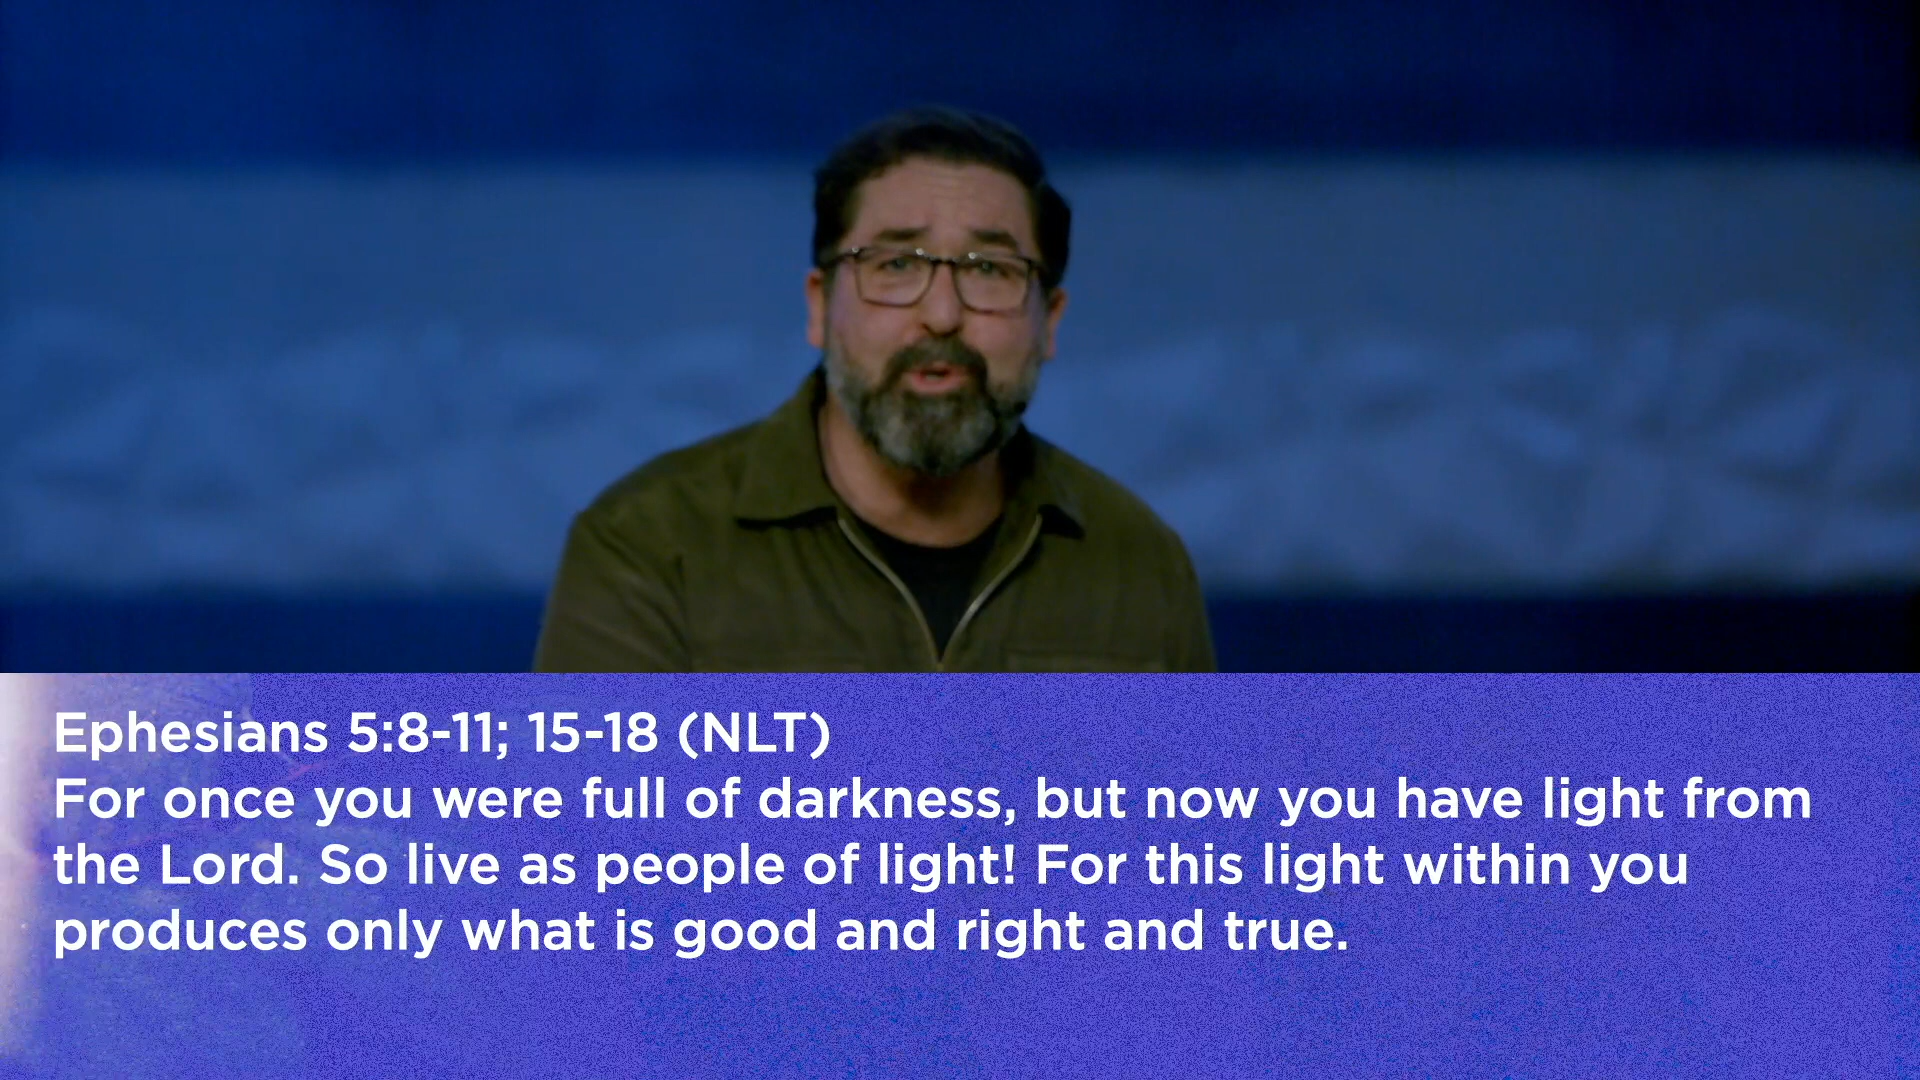 Ephesians 5:8-11; 15-18 (NLT)
For once you were full of darkness, but now you have light from
the Lord. So live as people of light! For this light within you
produces only what is good and right and true.